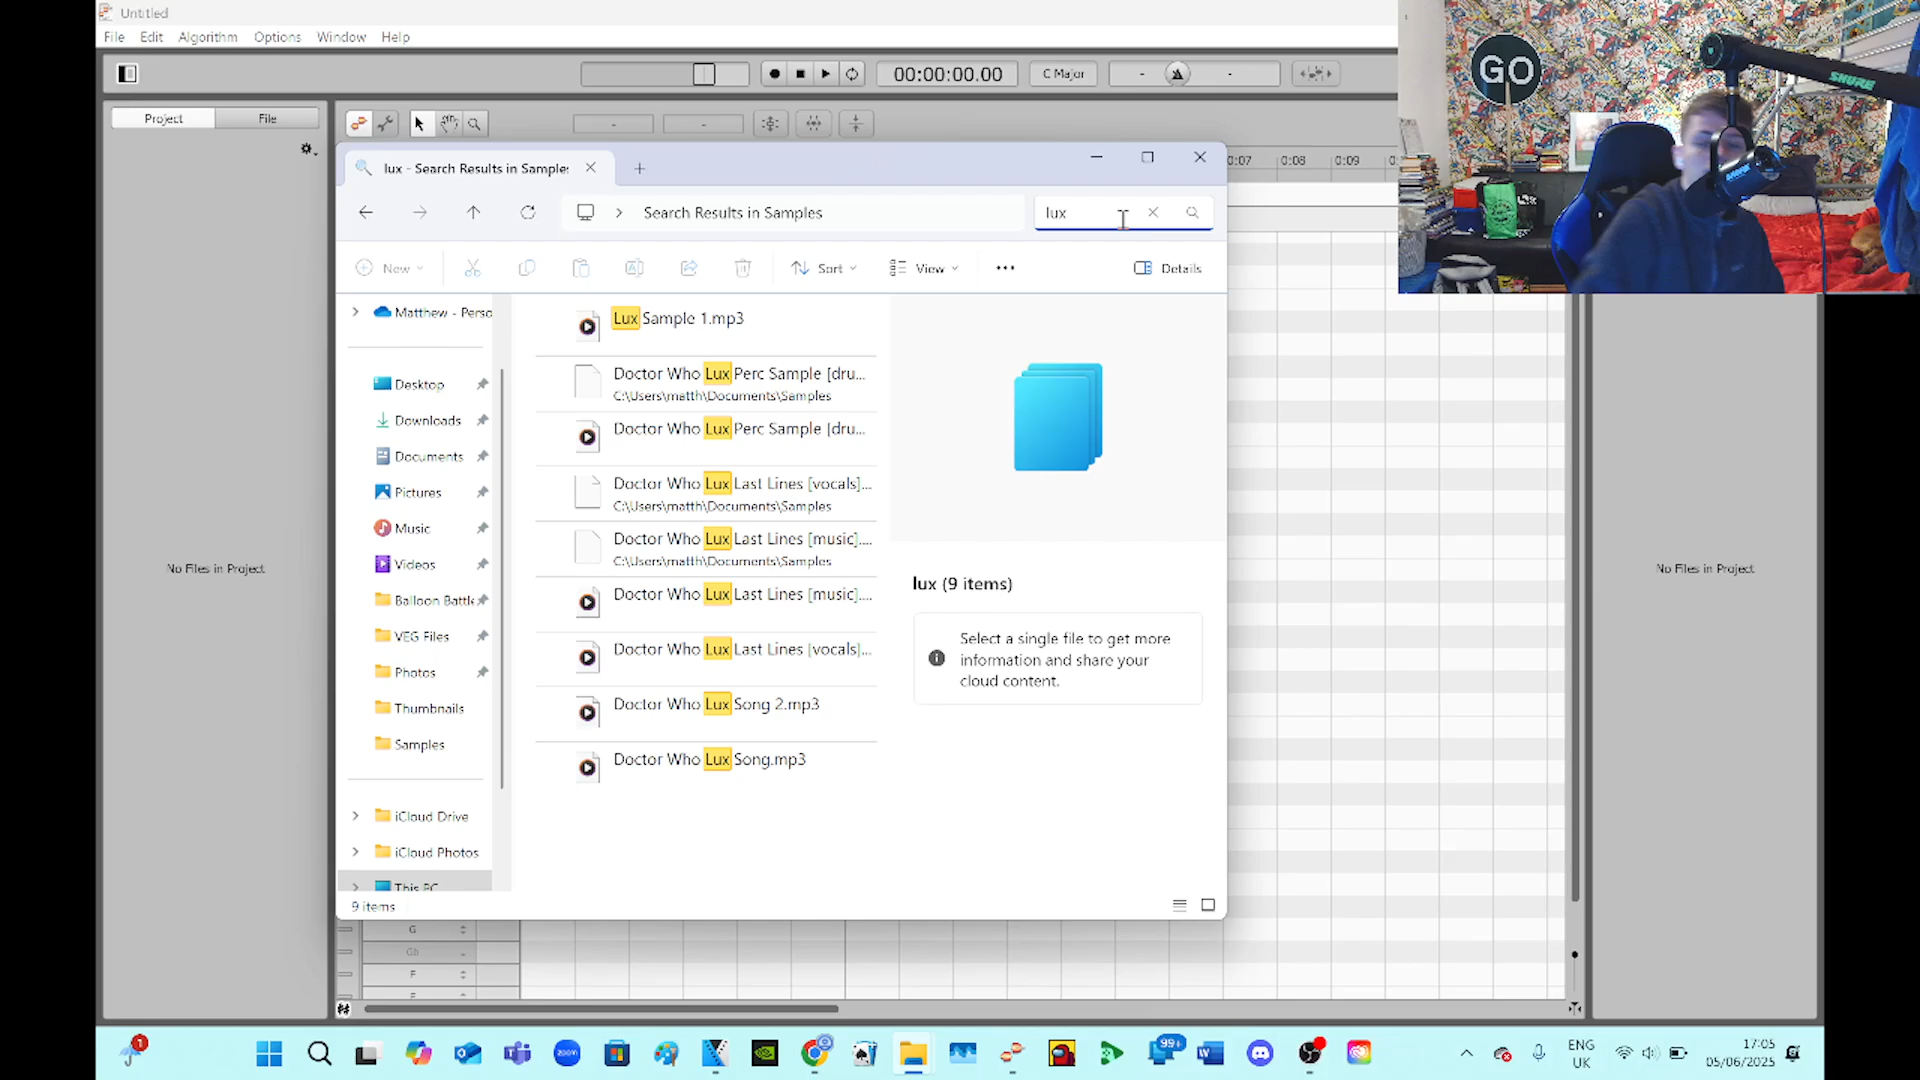 Untitled
File Edit Algorithm Options Window Help
00:00:00.00
C Major
Project File
lux - Search Results in Samples
0:07 0:08 0:09
Search Results in Samples
lux
New
Sort
View
Details
Matthew - Perso
Desktop
Downloads
Documents
Pictures
Music
Videos
Balloon Battle
VEG Files
Photos
Thumbnails
Samples
iCloud Drive
iCloud Photos
This PC
9 items
Lux Sample 1.mp3
Doctor Who Lux Perc Sample [dru...
C:\Users\matth\Documents\Samples
Doctor Who Lux Perc Sample [dru...
Doctor Who Lux Last Lines [vocals]...
C:\Users\matth\Documents\Samples
Doctor Who Lux Last Lines [music]....
C:\Users\matth\Documents\Samples
Doctor Who Lux Last Lines [music]....
Doctor Who Lux Last Lines [vocals]...
Doctor Who Lux Song 2.mp3
Doctor Who Lux Song.mp3
lux (9 items)
Select a single file to get more
information and share your
cloud content.
No Files in Project
No Files in Project
G
Gb
F
E
GO
SHURE
1
zoom
99+
ENG
UK
17:05
05/06/2025